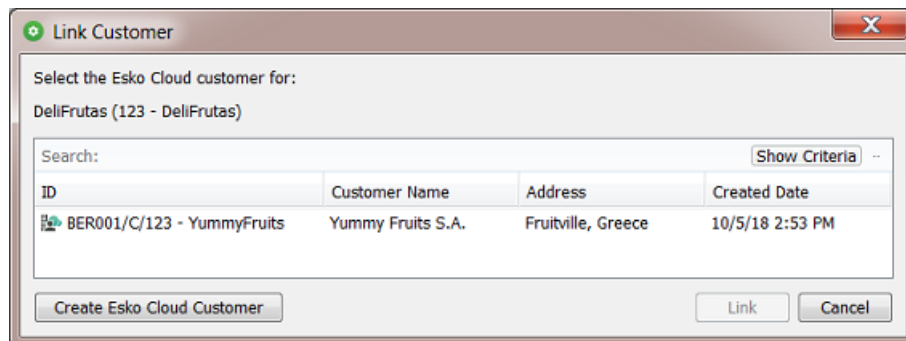 Link Customer
Select the Esko Cloud customer for:
DeliFrutas (123 - DeliFrutas)
Search: Show Criteria ..
ID Customer Name Address Created Date
BER001/C/123 - YummyFruits Yummy Fruits S.A. Fruitville, Greece 10/5/18 2:53 PM
Create Esko Cloud Customer Link Cancel